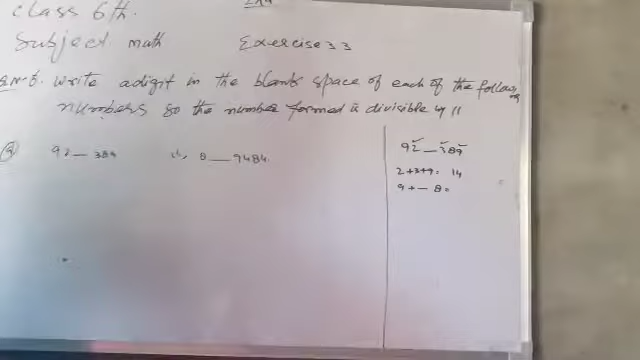 class 6th.
Subject math Exercise 3 3
Q.No 6. Write a digit in the blank space of each of the following
numbers so the number formed is divisible by 11
(a) 92 __ 389 (b) 8 __ 9484.
92 __ 389
2+3+9= 14
9 + __ 8=